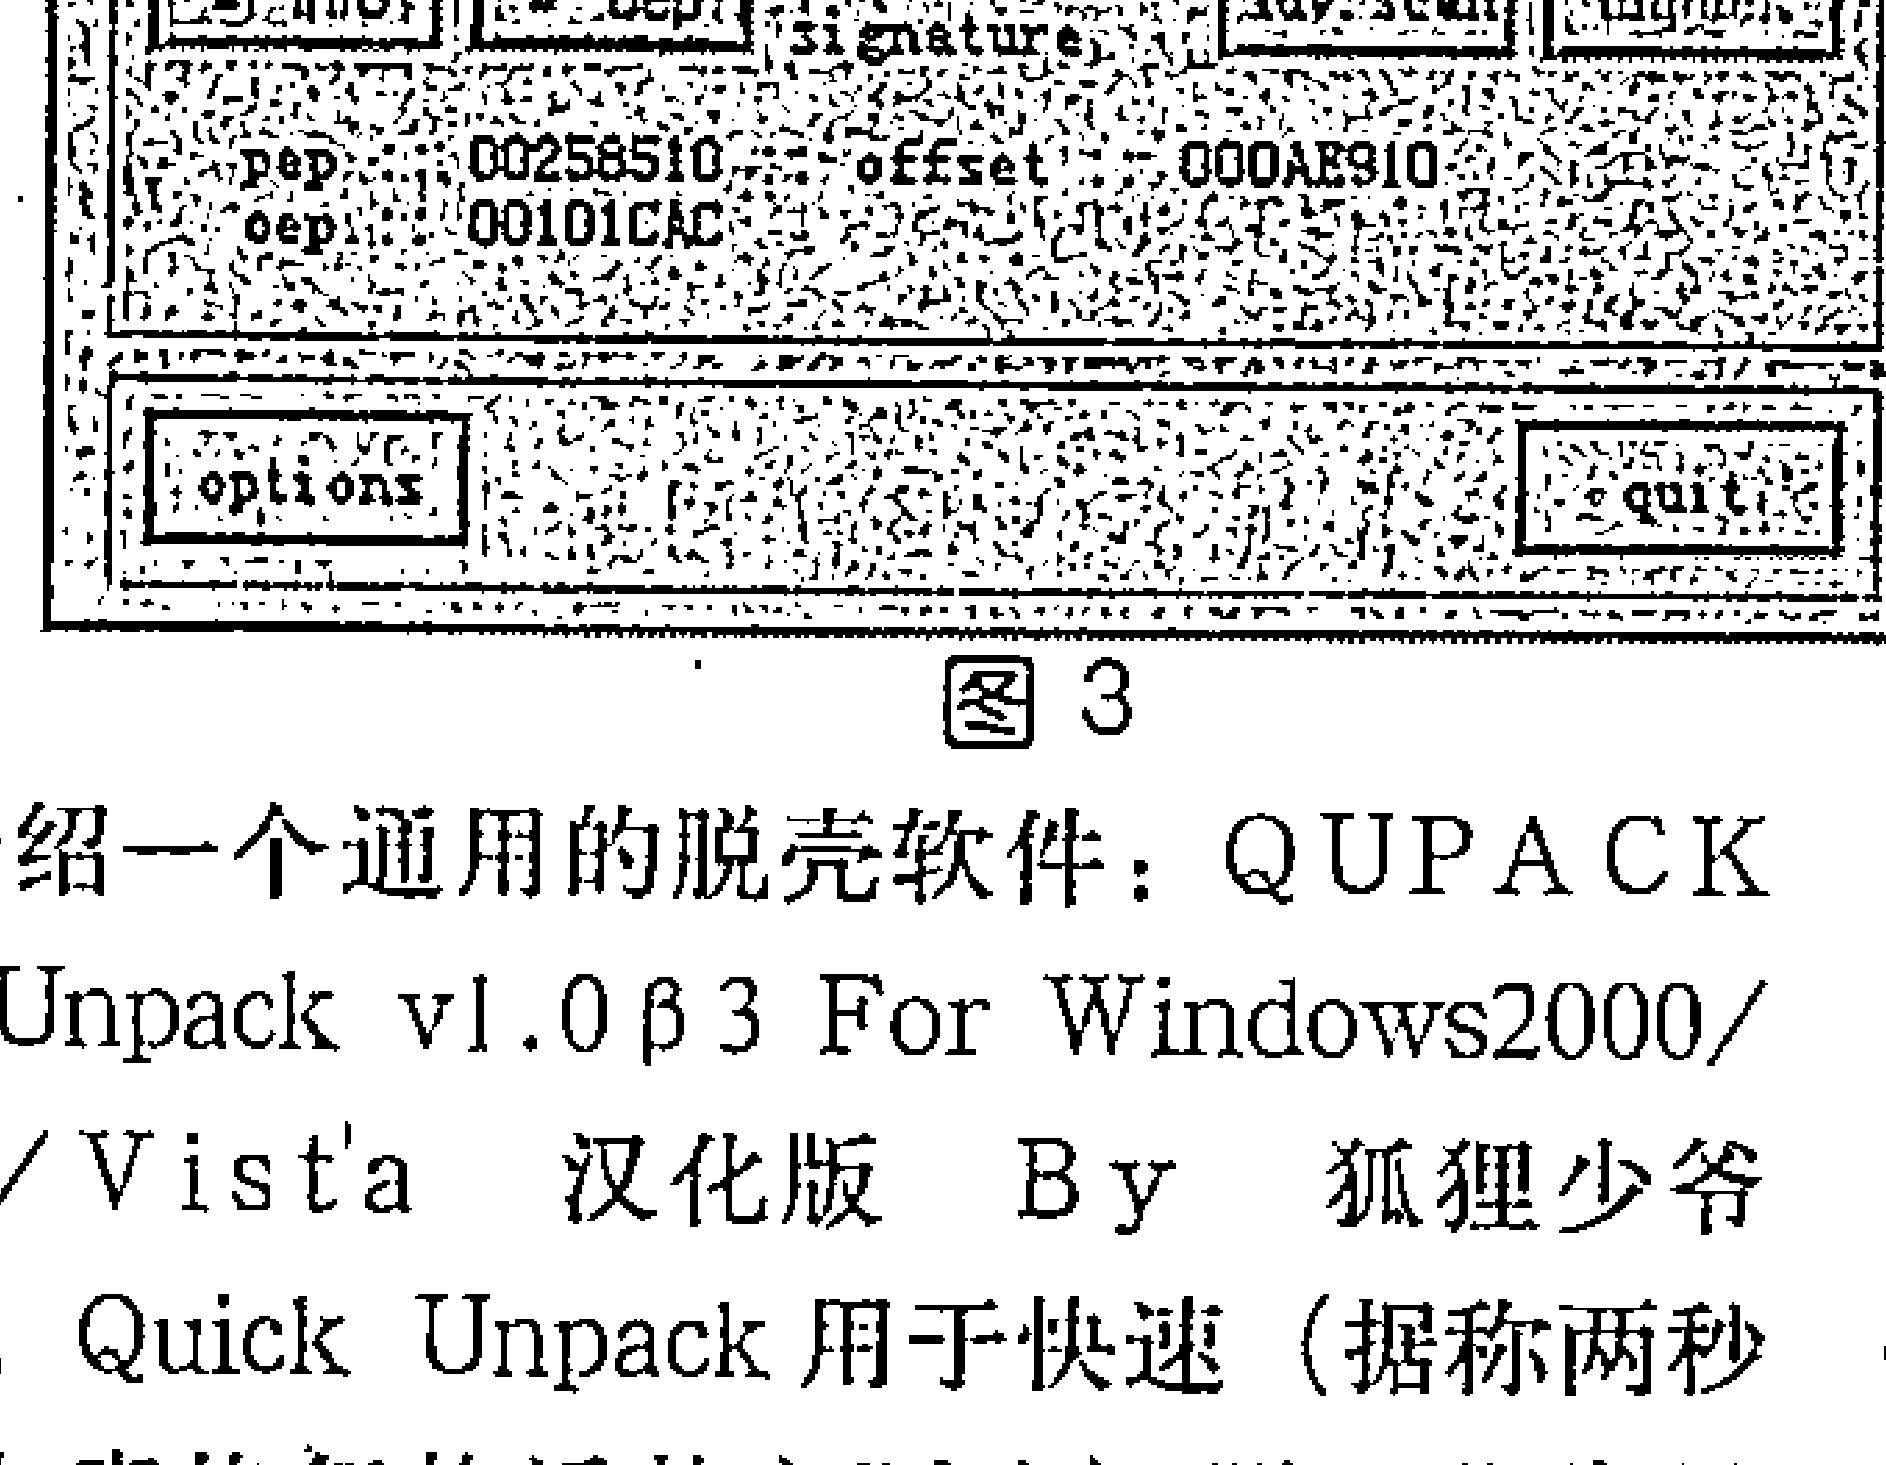 signature
pep 00258510 offset 000AE910
oep 00101CAC
options quit
图 3
绍一个通用的脱壳软件：QUPACK
Unpack v1.0β3 For Windows2000/
/Vista 汉化版 By 狐狸少爷
Quick Unpack 用于快速（据称两秒